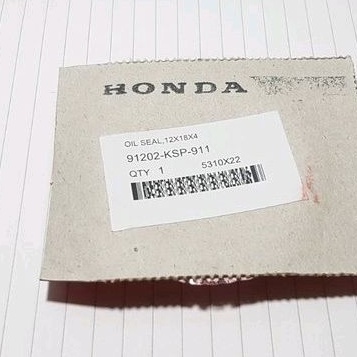 HONDA
OIL SEAL,12X18X4
91202-KSP-911
QTY 1 5310X22